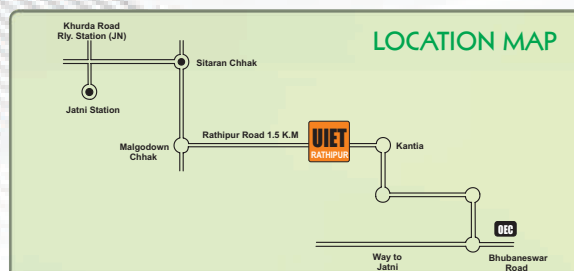 LOCATION MAP
Khurda Road
Rly. Station (JN)
Sitaran Chhak
Jatni Station
Malgodown
Chhak
Rathipur Road 1.5 K.M
UIET
RATHIPUR
Kantia
OEC
Way to
Jatni
Bhubaneswar
Road